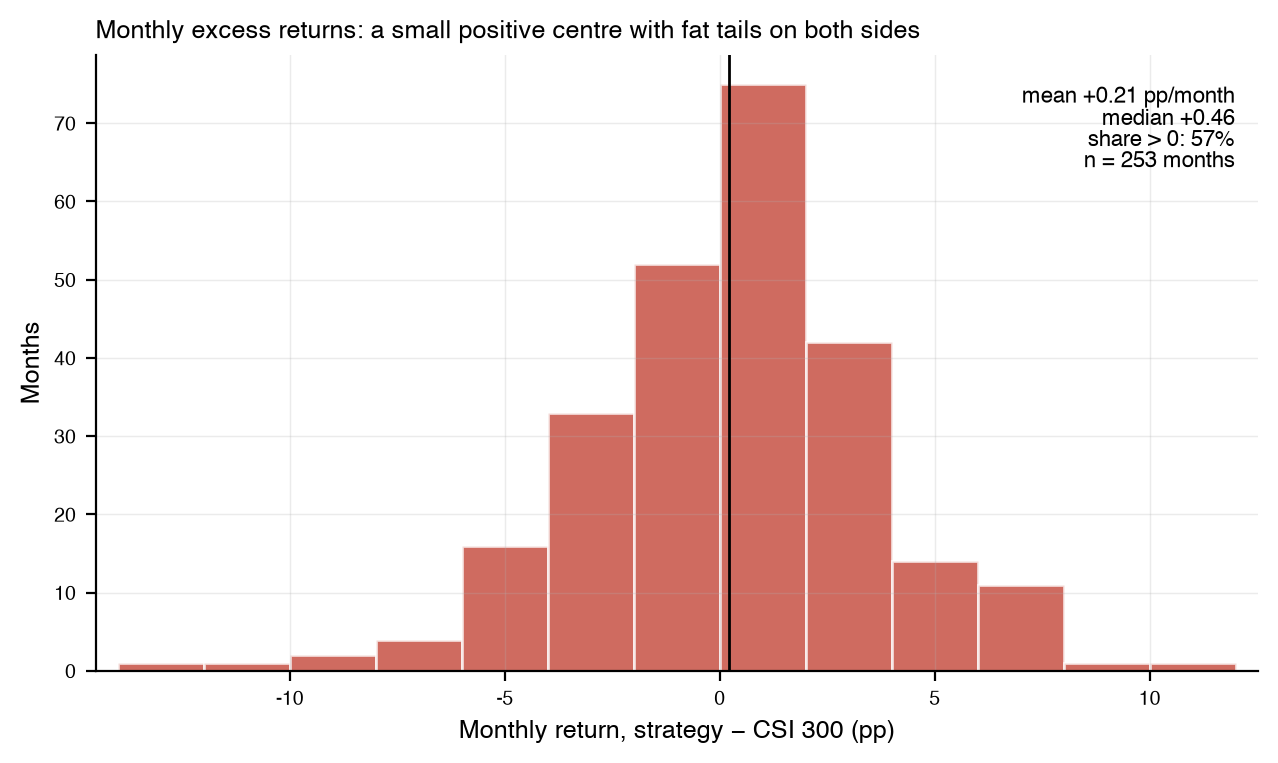 Monthly excess returns: a small positive centre with fat tails on both sides
mean +0.21 pp/month
median +0.46
share > 0: 57%
n = 253 months
Months
70
60
50
40
30
20
10
0
-10
-5
0
5
10
Monthly return, strategy − CSI 300 (pp)